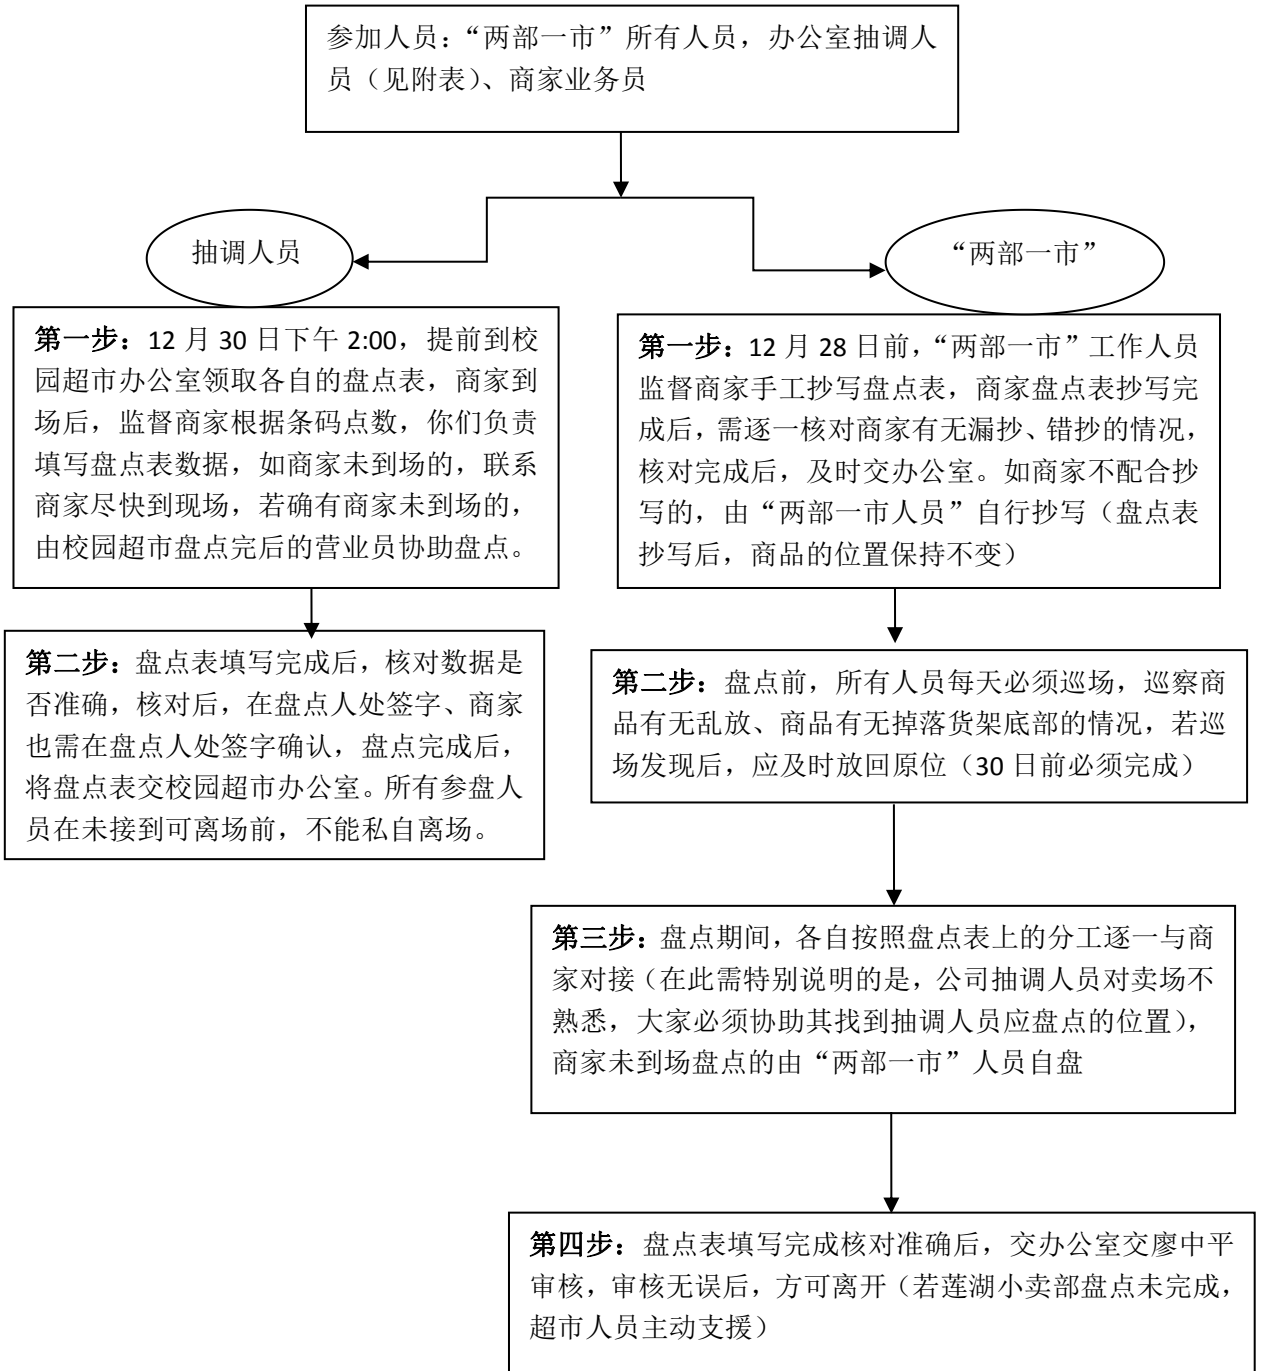 参加人员：“两部一市”所有人员，办公室抽调人
员（见附表）、商家业务员
抽调人员
“两部一市”
第一步：12 月 30 日下午 2:00，提前到校
园超市办公室领取各自的盘点表，商家到
场后，监督商家根据条码点数，你们负责
填写盘点表数据，如商家未到场的，联系
商家尽快到现场，若确有商家未到场的，
由校园超市盘点完后的营业员协助盘点。
第二步：盘点表填写完成后，核对数据是
否准确，核对后，在盘点人处签字、商家
也需在盘点人处签字确认，盘点完成后，
将盘点表交校园超市办公室。所有参盘人
员在未接到可离场前，不能私自离场。
第一步：12 月 28 日前，“两部一市”工作人员
监督商家手工抄写盘点表，商家盘点表抄写完
成后，需逐一核对商家有无漏抄、错抄的情况，
核对完成后，及时交办公室。如商家不配合抄
写的，由“两部一市人员”自行抄写（盘点表
抄写后，商品的位置保持不变）
第二步：盘点前，所有人员每天必须巡场，巡察商
品有无乱放、商品有无掉落货架底部的情况，若巡
场发现后，应及时放回原位（30 日前必须完成）
第三步：盘点期间，各自按照盘点表上的分工逐一与商
家对接（在此需特别说明的是，公司抽调人员对卖场不
熟悉，大家必须协助其找到抽调人员应盘点的位置），
商家未到场盘点的由“两部一市”人员自盘
第四步：盘点表填写完成核对准确后，交办公室交廖中平
审核，审核无误后，方可离开（若莲湖小卖部盘点未完成，
超市人员主动支援）